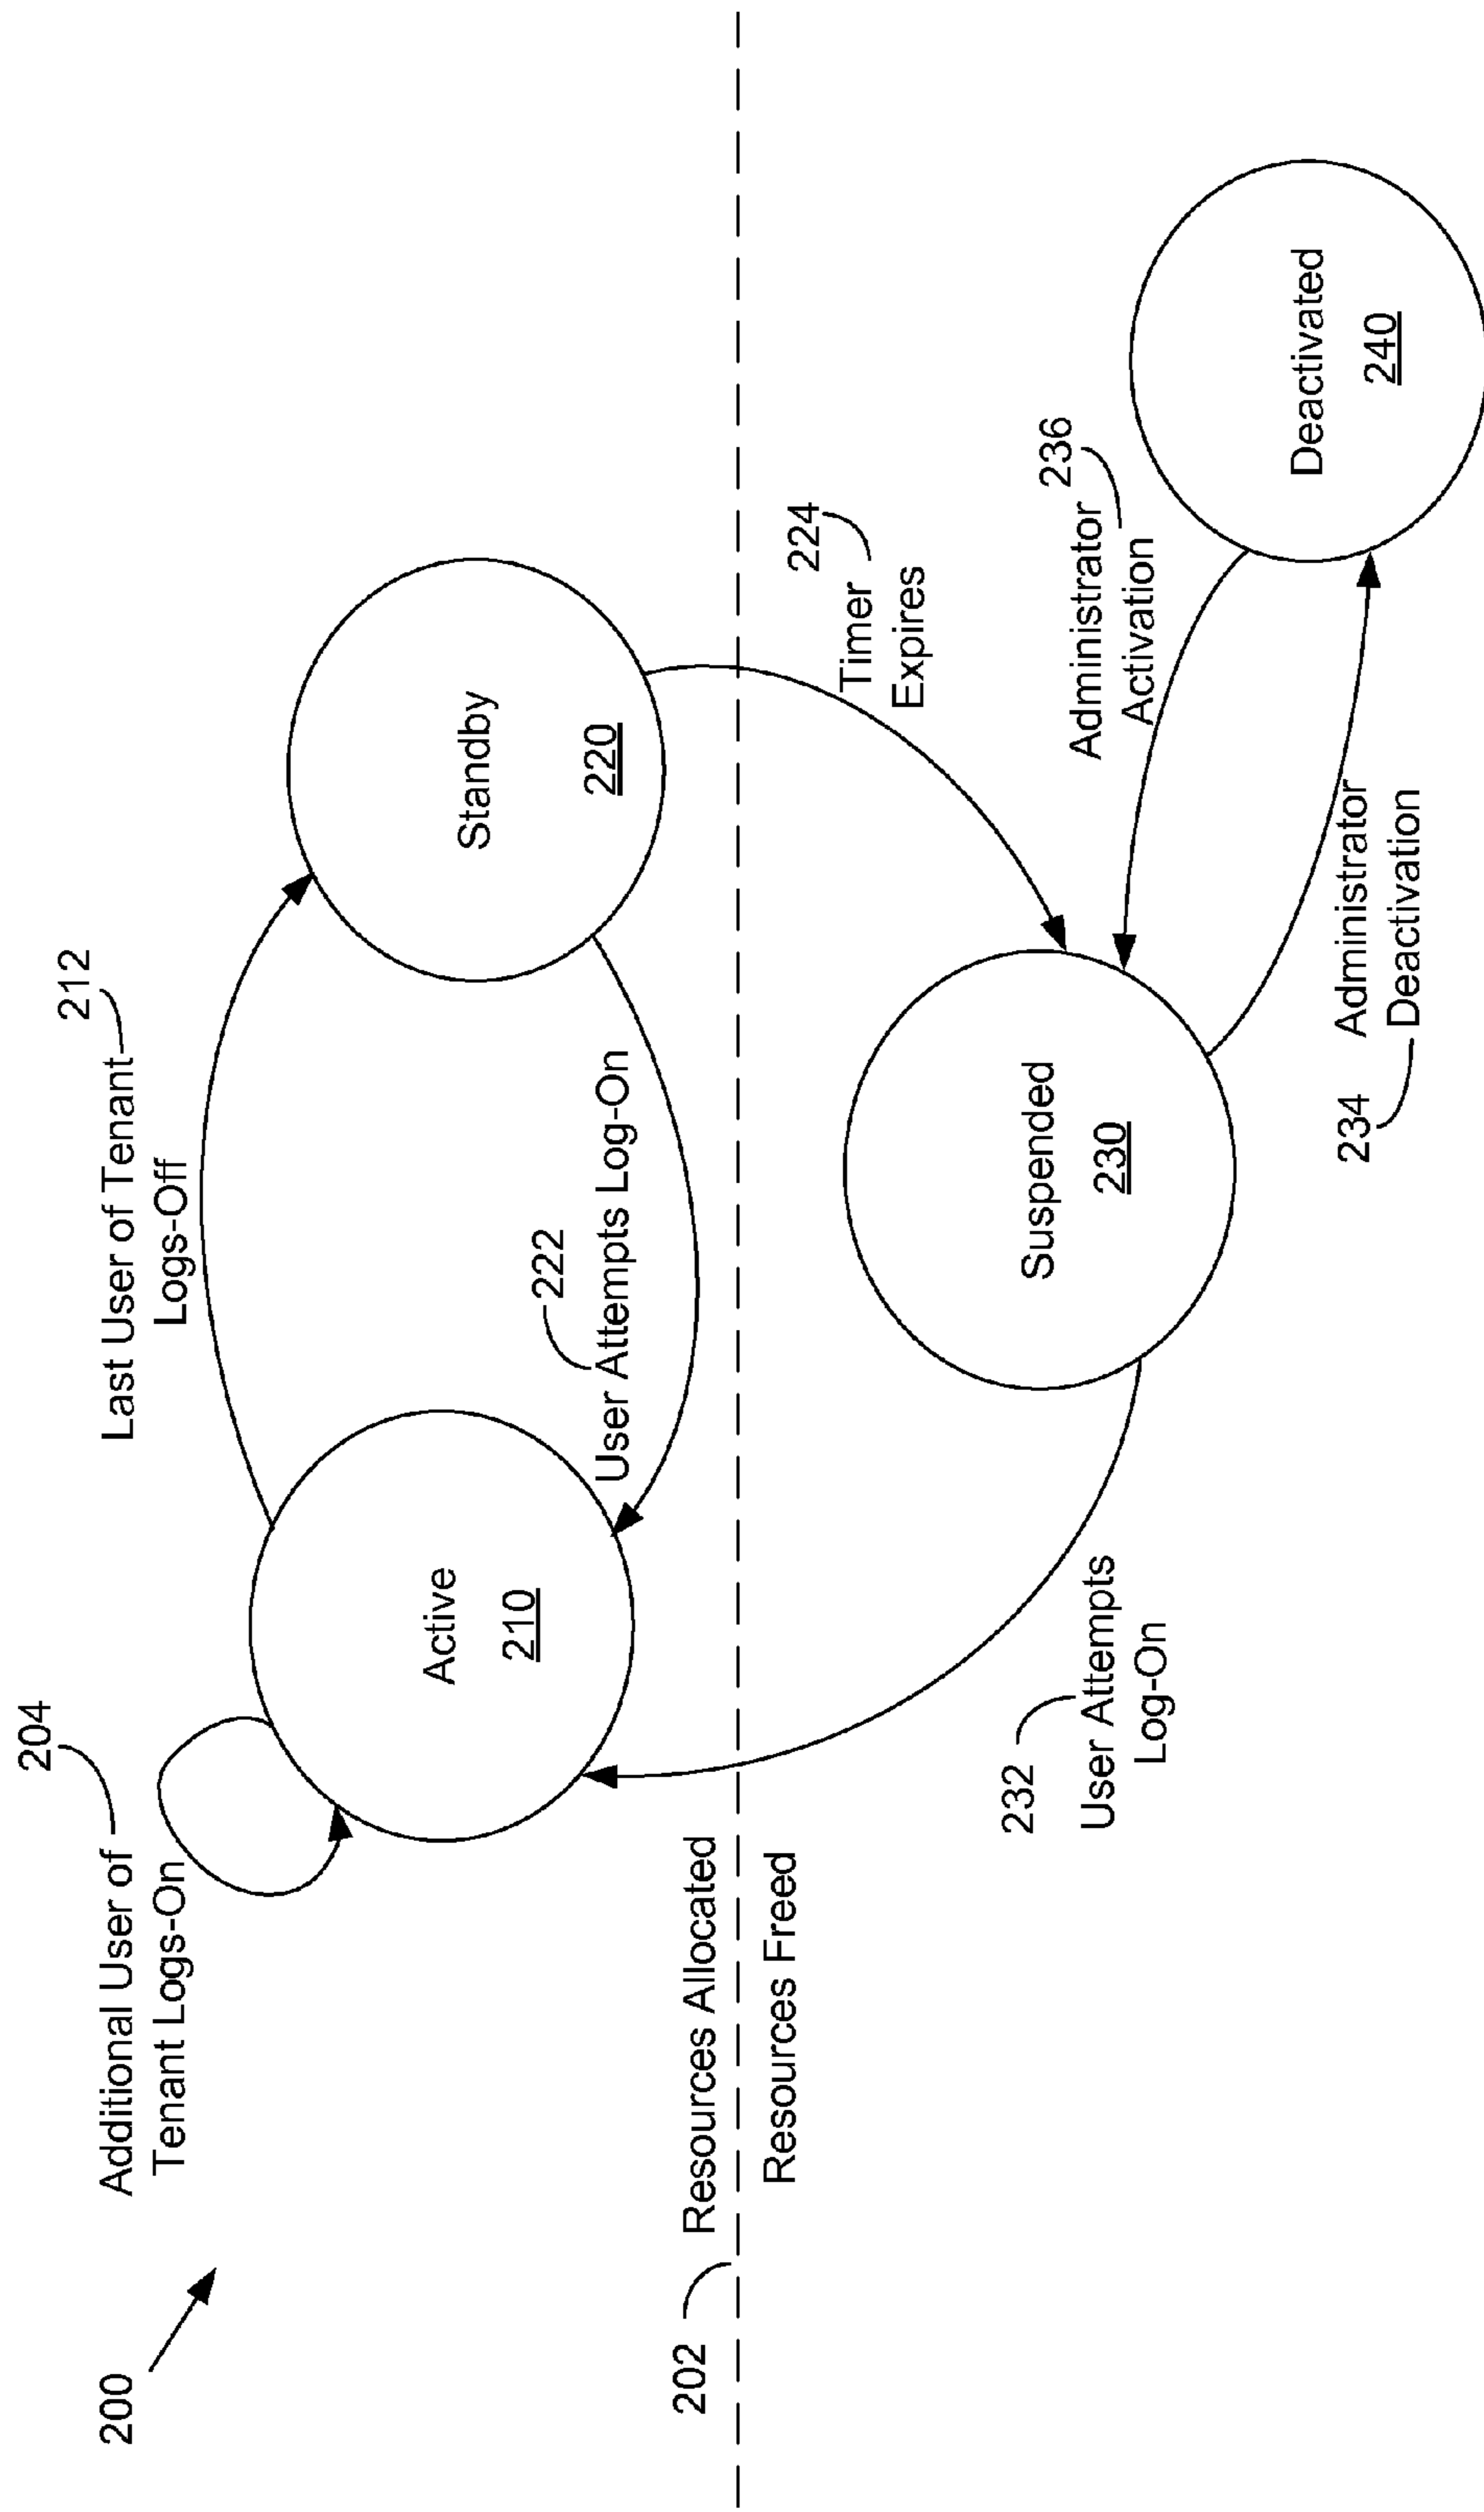 200
204
Additional User of
Tenant Logs-On
212
Last User of Tenant
Logs-Off
Active
210
Standby
220
222
User Attempts Log-On
202
Resources Allocated
Resources Freed
224
Timer
Expires
232
User Attempts
Log-On
Suspended
230
236
Administrator
Activation
234
Administrator
Deactivation
Deactivated
240